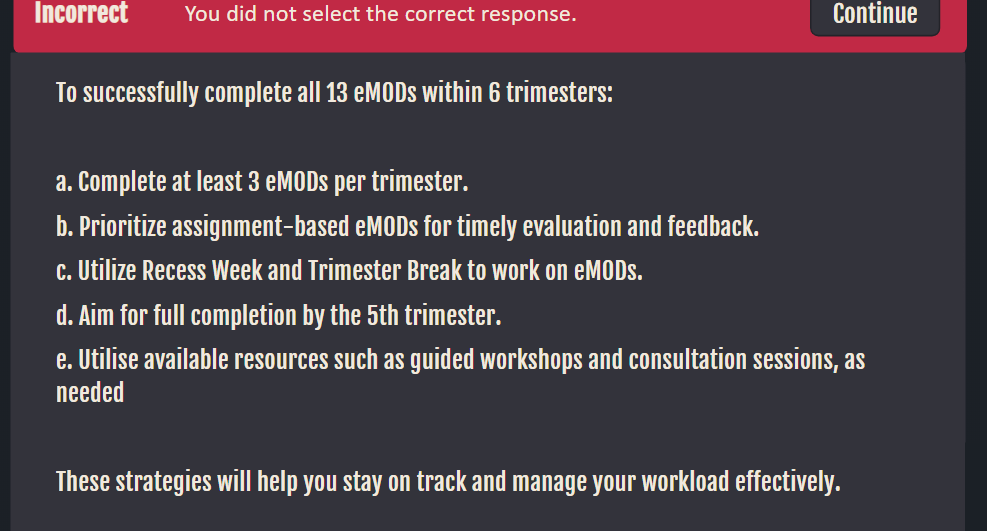 Incorrect You did not select the correct response. Continue
To successfully complete all 13 eMODs within 6 trimesters:
a. Complete at least 3 eMODs per trimester.
b. Prioritize assignment-based eMODs for timely evaluation and feedback.
c. Utilize Recess Week and Trimester Break to work on eMODs.
d. Aim for full completion by the 5th trimester.
e. Utilise available resources such as guided workshops and consultation sessions, as
needed
These strategies will help you stay on track and manage your workload effectively.